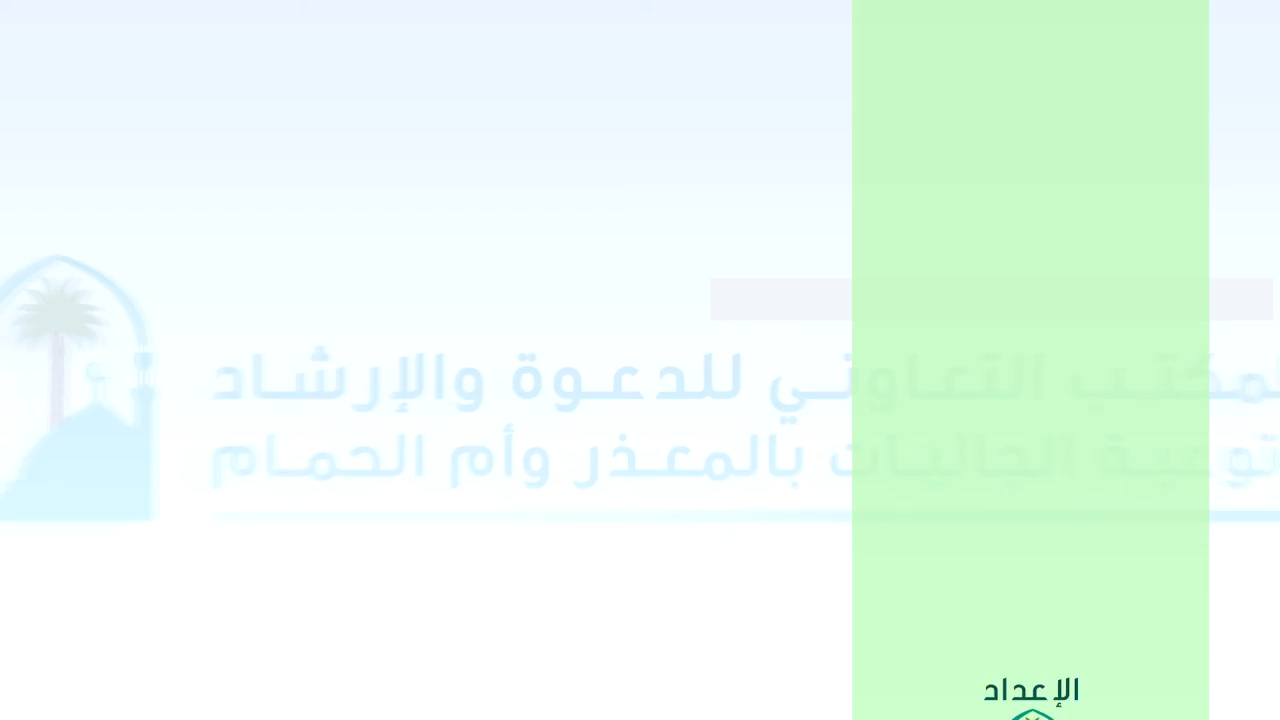 المكتب التعاوني للدعوة والإرشاد
وتوعية الجاليات بالمعذر وأم الحمام
الإعداد